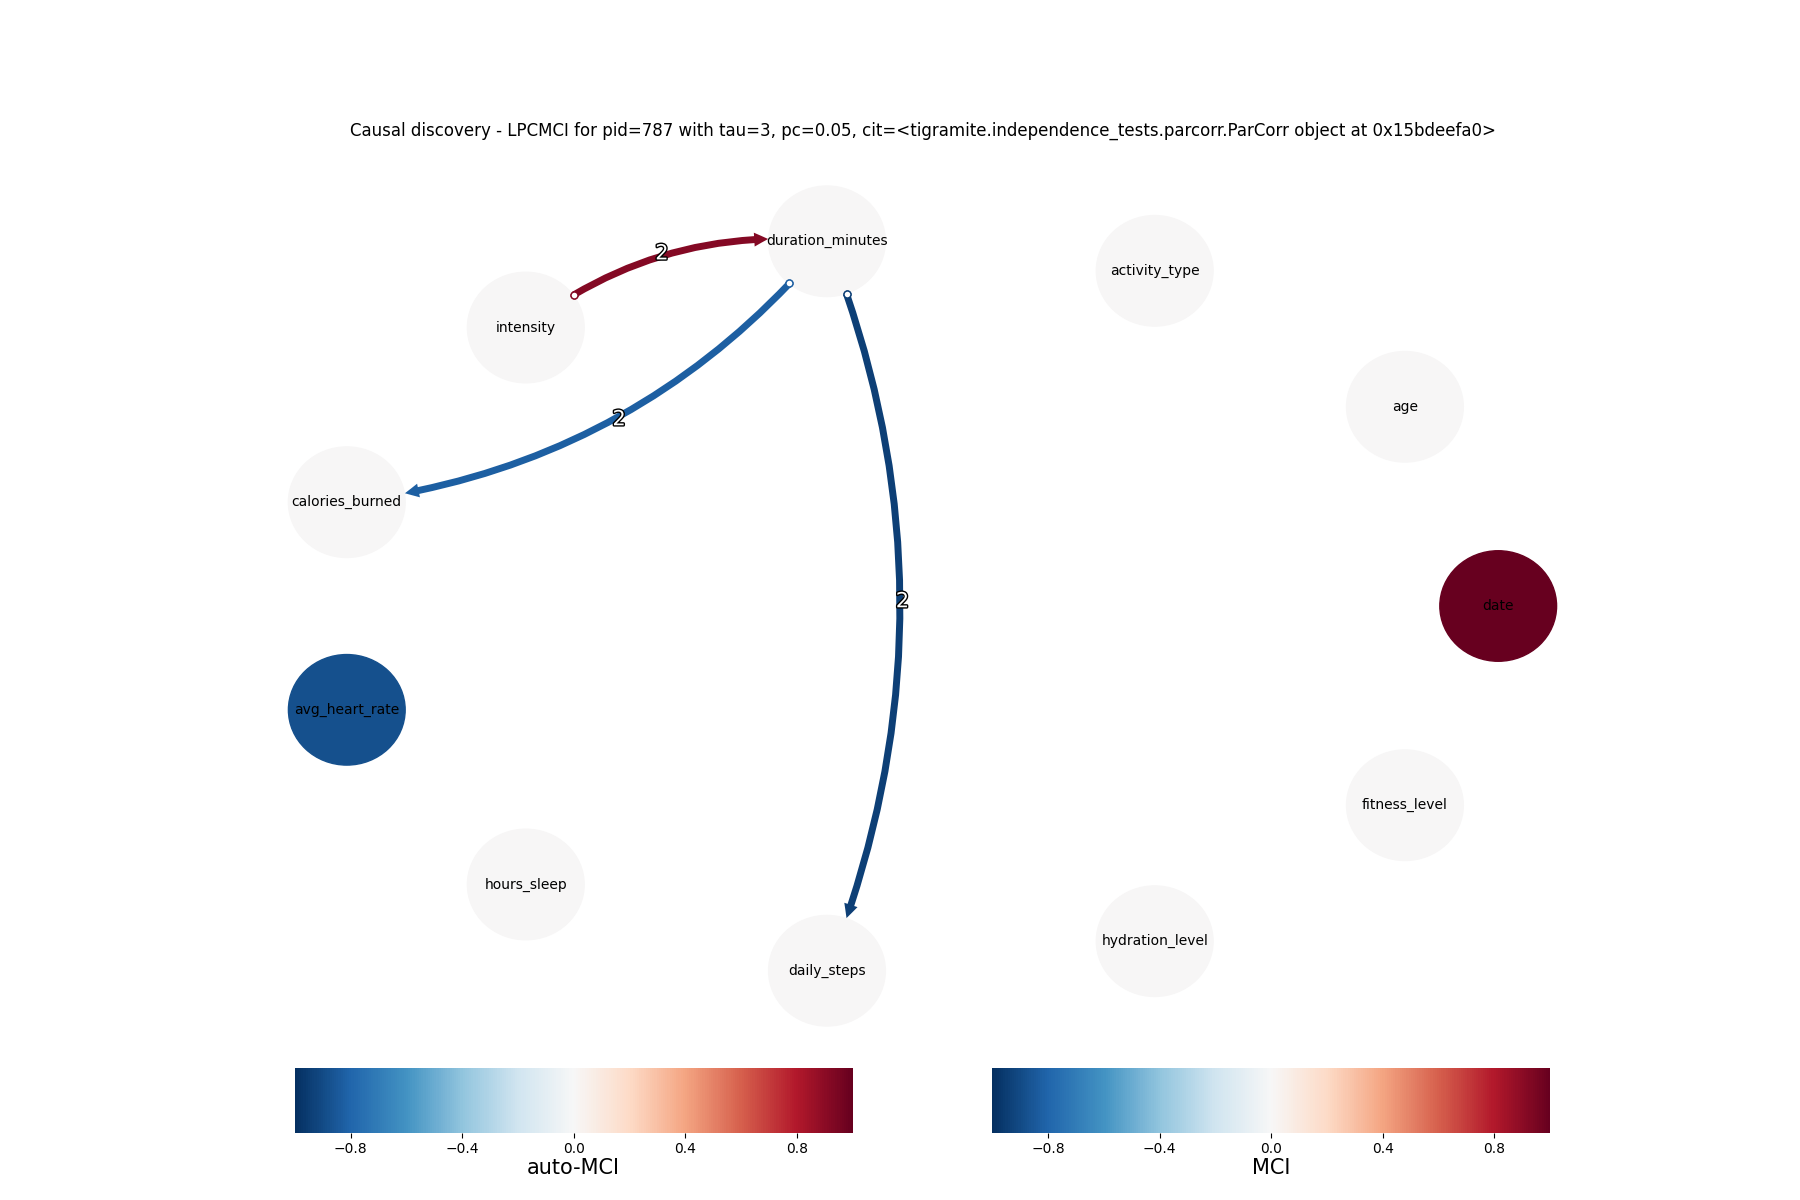 Causal discovery - LPCMCI for pid=787 with tau=3, pc=0.05, cit=<tigramite.independence_tests.parcorr.ParCorr object at 0x15bdeefa0>
duration_minutes
2
activity_type
intensity
age
2
calories_burned
2
date
avg_heart_rate
fitness_level
hours_sleep
hydration_level
daily_steps
−0.8 −0.4 0.0 0.4 0.8
auto-MCI
−0.8 −0.4 0.0 0.4 0.8
MCI